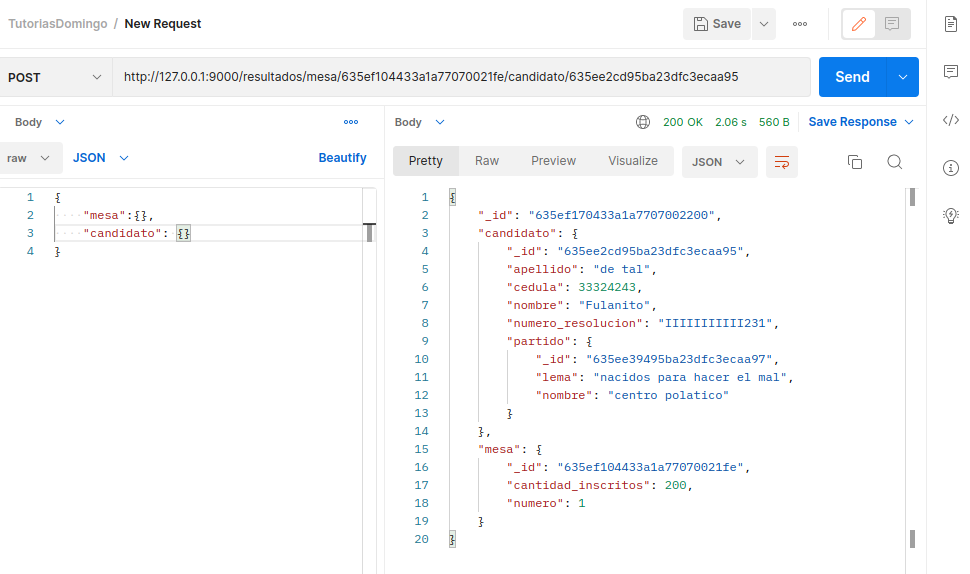 TutoriasDomingo / New Request
Save
POST
http://127.0.0.1:9000/resultados/mesa/635ef104433a1a77070021fe/candidato/635ee2cd95ba23dfc3ecaa95
Send
Body
raw
JSON
Beautify
1 {
2 "mesa":{},
3 "candidato": {}
4 }
Body
200 OK 2.06 s 560 B
Save Response
Pretty Raw Preview Visualize
JSON
1 {
2 "_id": "635ef170433a1a7707002200",
3 "candidato": {
4 "_id": "635ee2cd95ba23dfc3ecaa95",
5 "apellido": "de tal",
6 "cedula": 33324243,
7 "nombre": "Fulanito",
8 "numero_resolucion": "IIIIIIIIIII231",
9 "partido": {
10 "_id": "635ee39495ba23dfc3ecaa97",
11 "lema": "nacidos para hacer el mal",
12 "nombre": "centro polatico"
13 }
14 },
15 "mesa": {
16 "_id": "635ef104433a1a77070021fe",
17 "cantidad_inscritos": 200,
18 "numero": 1
19 }
20 }